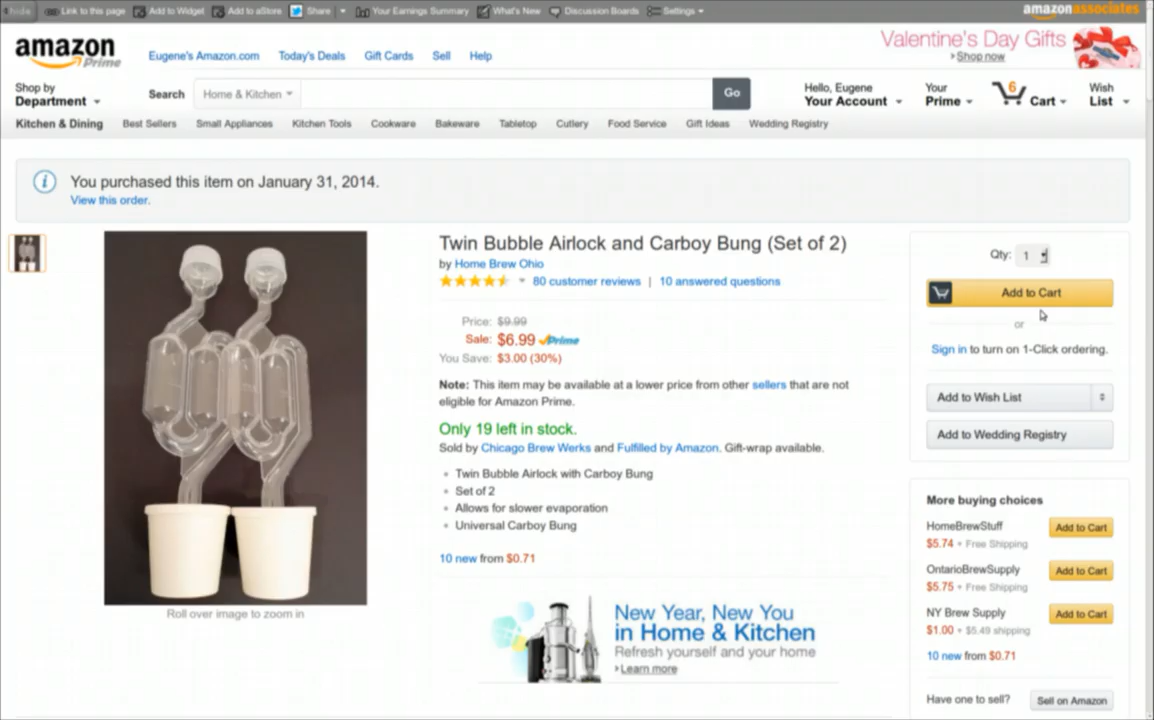 hide Link to this page Add to Widget Add to aStore Share Your Earnings Summary What's New Discussion Boards Settings
amazonassociates
amazon Prime
Eugene's Amazon.com Today's Deals Gift Cards Sell Help
Valentine's Day Gifts
Shop now
Shop by Department
Search Home & Kitchen Go
Hello, Eugene Your Account
Your Prime
6 Cart
Wish List
Kitchen & Dining Best Sellers Small Appliances Kitchen Tools Cookware Bakeware Tabletop Cutlery Food Service Gift Ideas Wedding Registry
You purchased this item on January 31, 2014.
View this order.
Twin Bubble Airlock and Carboy Bung (Set of 2)
by Home Brew Ohio
80 customer reviews | 10 answered questions
Price: $9.99
Sale: $6.99 Prime
You Save: $3.00 (30%)
Note: This item may be available at a lower price from other sellers that are not
eligible for Amazon Prime.
Only 19 left in stock.
Sold by Chicago Brew Werks and Fulfilled by Amazon. Gift-wrap available.
Twin Bubble Airlock with Carboy Bung
Set of 2
Allows for slower evaporation
Universal Carboy Bung
10 new from $0.71
Roll over image to zoom in
New Year, New You
in Home & Kitchen
Refresh yourself and your home
Learn more
Qty: 1
Add to Cart
or
Sign in to turn on 1-Click ordering.
Add to Wish List
Add to Wedding Registry
More buying choices
HomeBrewStuff Add to Cart
$5.74 + Free Shipping
OntarioBrewSupply Add to Cart
$5.75 + Free Shipping
NY Brew Supply Add to Cart
$1.00 + $5.49 shipping
10 new from $0.71
Have one to sell? Sell on Amazon